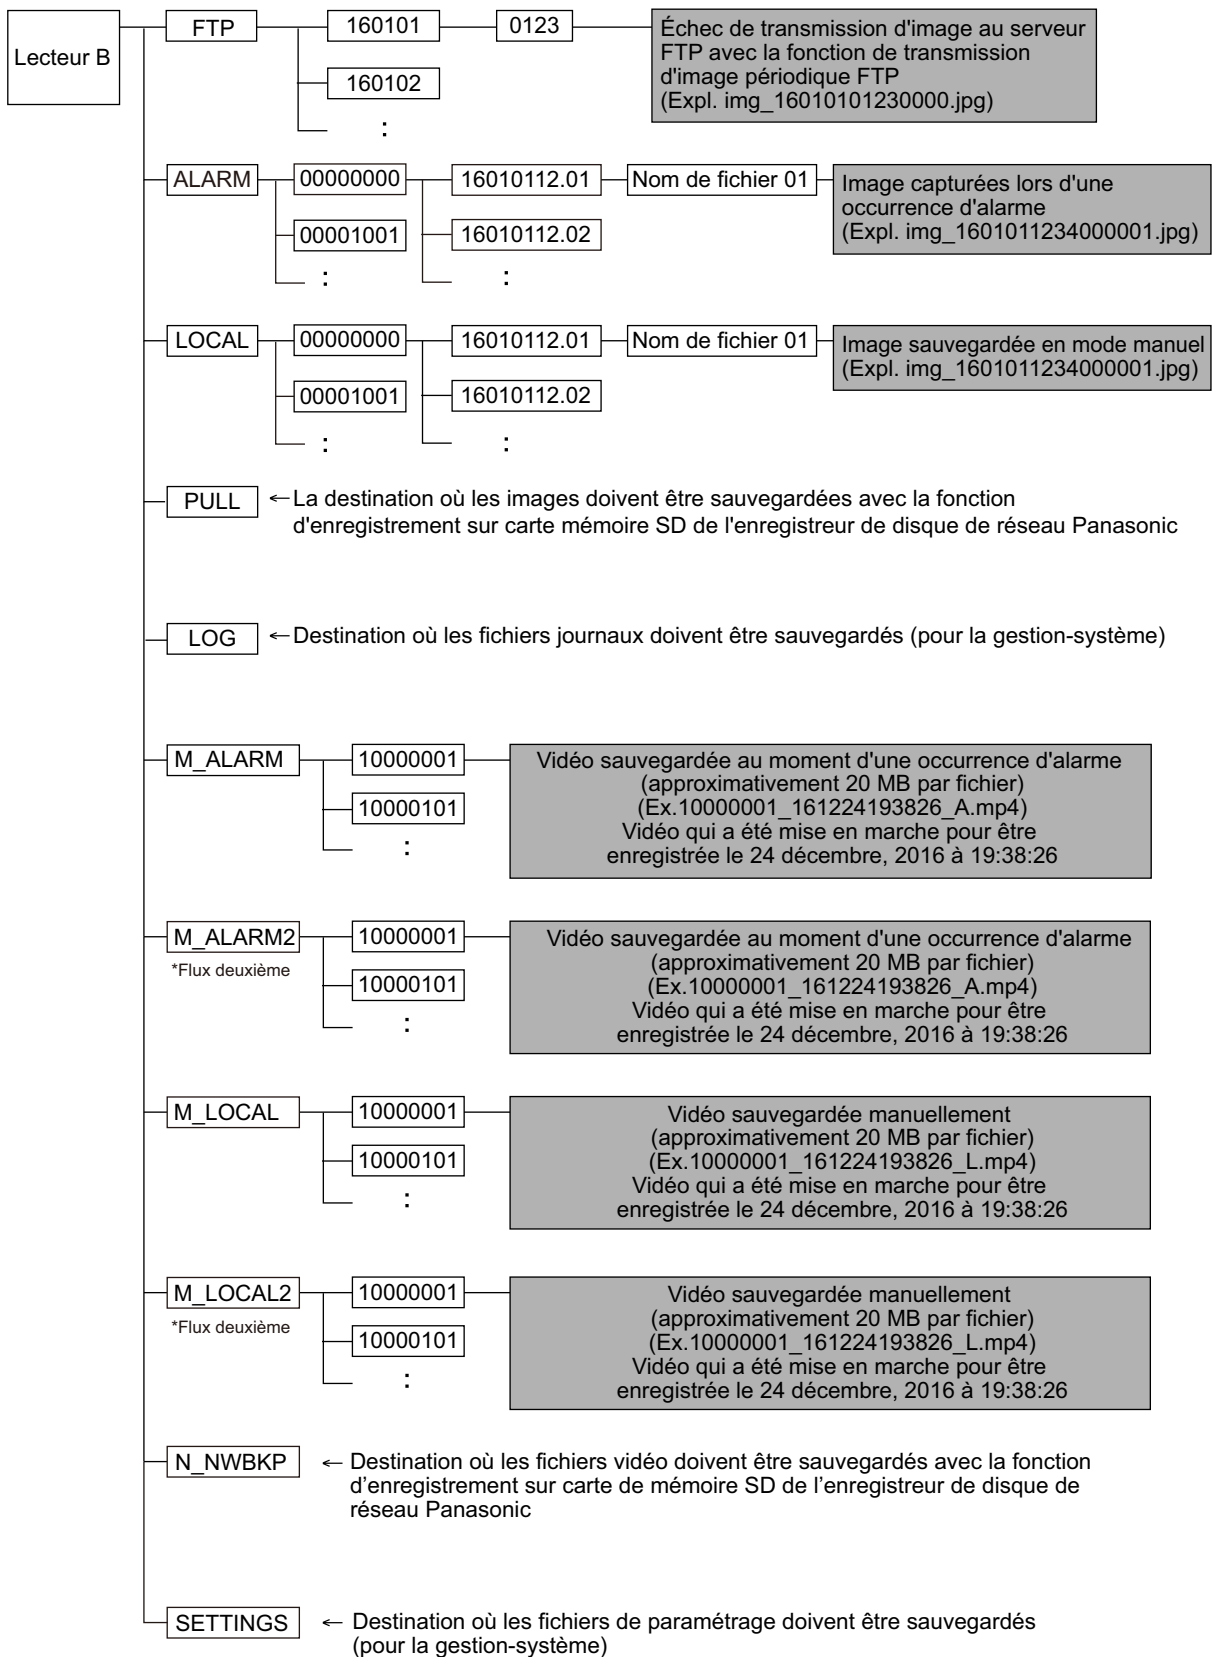 Lecteur B
FTP
160101
0123
Échec de transmission d'image au serveur
FTP avec la fonction de transmission
d'image périodique FTP
(Expl. img_16010101230000.jpg)
160102
:
ALARM
00000000
16010112.01
Nom de fichier 01
Image capturées lors d'une
occurrence d'alarme
(Expl. img_1601011234000001.jpg)
00001001
16010112.02
:
:
LOCAL
00000000
16010112.01
Nom de fichier 01
Image sauvegardée en mode manuel
(Expl. img_1601011234000001.jpg)
00001001
16010112.02
:
:
PULL
←La destination où les images doivent être sauvegardées avec la fonction
d'enregistrement sur carte mémoire SD de l'enregistreur de disque de réseau Panasonic
LOG
←Destination où les fichiers journaux doivent être sauvegardés (pour la gestion-système)
M_ALARM
10000001
10000101
:
Vidéo sauvegardée au moment d'une occurrence d'alarme
(approximativement 20 MB par fichier)
(Ex.10000001_161224193826_A.mp4)
Vidéo qui a été mise en marche pour être
enregistrée le 24 décembre, 2016 à 19:38:26
M_ALARM2
*Flux deuxième
10000001
10000101
:
Vidéo sauvegardée au moment d'une occurrence d'alarme
(approximativement 20 MB par fichier)
(Ex.10000001_161224193826_A.mp4)
Vidéo qui a été mise en marche pour être
enregistrée le 24 décembre, 2016 à 19:38:26
M_LOCAL
10000001
10000101
:
Vidéo sauvegardée manuellement
(approximativement 20 MB par fichier)
(Ex.10000001_161224193826_L.mp4)
Vidéo qui a été mise en marche pour être
enregistrée le 24 décembre, 2016 à 19:38:26
M_LOCAL2
*Flux deuxième
10000001
10000101
:
Vidéo sauvegardée manuellement
(approximativement 20 MB par fichier)
(Ex.10000001_161224193826_L.mp4)
Vidéo qui a été mise en marche pour être
enregistrée le 24 décembre, 2016 à 19:38:26
N_NWBKP
← Destination où les fichiers vidéo doivent être sauvegardés avec la fonction
d’enregistrement sur carte de mémoire SD de l’enregistreur de disque de
réseau Panasonic
SETTINGS
← Destination où les fichiers de paramétrage doivent être sauvegardés
(pour la gestion-système)